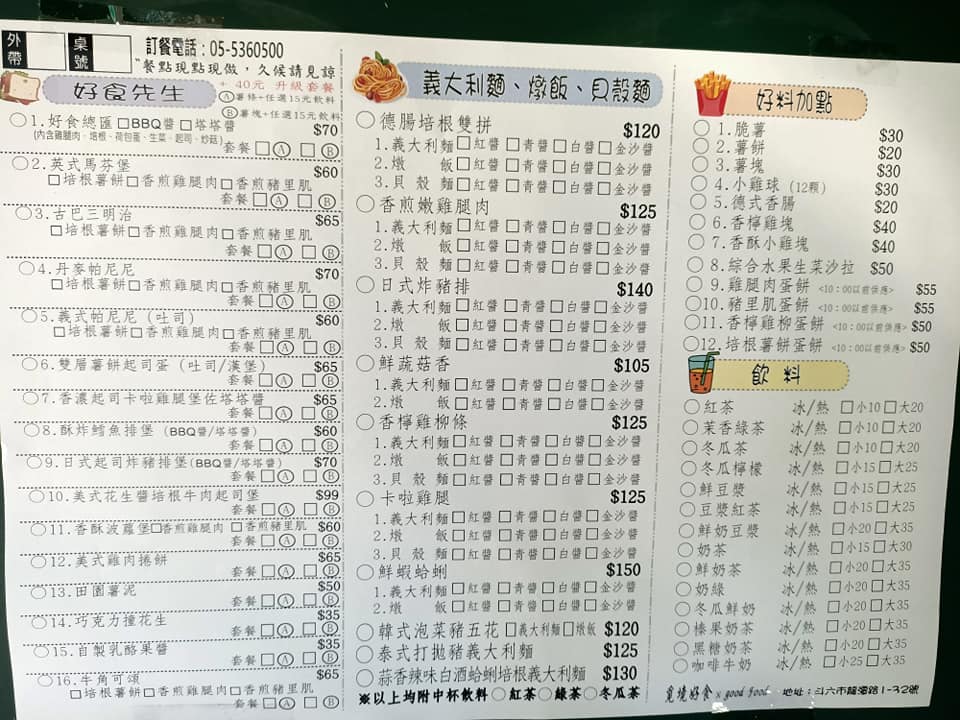 外帶
桌號
訂餐電話:05-5360500
"餐點現點現做,久候請見諒
好食先生
+ 40元 升級套餐
Ⓐ薯條+任選15元飲料
Ⓑ薯塊+任選15元飲料
○1.好食總匯□BBQ醬□塔塔醬 $70
(內含雞腿肉、培根、荷包蛋、生菜、起司、炒菇)
套餐□Ⓐ□Ⓑ
○2.英式馬芬堡 $60
□培根薯餅□香煎雞腿肉□香煎豬里肌
套餐□Ⓐ□Ⓑ
○3.古巴三明治 $65
□培根薯餅□香煎雞腿肉□香煎豬里肌
套餐□Ⓐ□Ⓑ
○4.丹麥帕尼尼 $70
□培根薯餅□香煎雞腿肉□香煎豬里肌
套餐□Ⓐ□Ⓑ
○5.義式帕尼尼(吐司) $60
□培根薯餅□香煎雞腿肉□香煎豬里肌
套餐□Ⓐ□Ⓑ
○6.雙層薯餅起司蛋(吐司/漢堡) $65
套餐□Ⓐ□Ⓑ
○7.香濃起司卡啦雞腿堡佐塔塔醬 $65
套餐□Ⓐ□Ⓑ
○8.酥炸鱈魚排堡(BBQ醬/塔塔醬) $60
套餐□Ⓐ□Ⓑ
○9.日式起司炸豬排堡(BBQ醬/塔塔醬) $70
套餐□Ⓐ□Ⓑ
○10.美式花生醬培根牛肉起司堡 $99
套餐□Ⓐ□Ⓑ
○11.香酥波蘿堡□香煎雞腿肉□香煎豬里肌 $60
套餐□Ⓐ□Ⓑ
○12.美式雞肉捲餅 $65
套餐□Ⓐ□Ⓑ
○13.田園薯泥 $50
套餐□Ⓐ□Ⓑ
○14.巧克力撞花生 $35
套餐□Ⓐ□Ⓑ
○15.自製乳酪果醬 $35
套餐□Ⓐ□Ⓑ
○16.牛角可頌 $65
□培根薯餅□香煎雞腿肉□香煎豬里肌
套餐□Ⓐ□Ⓑ
義大利麵、燉飯、貝殼麵
○德腸培根雙拼 $120
1.義大利麵□紅醬□青醬□白醬□金沙醬
2.燉 飯□紅醬□青醬□白醬□金沙醬
3.貝 殼 麵□紅醬□青醬□白醬□金沙醬
○香煎嫩雞腿肉 $125
1.義大利麵□紅醬□青醬□白醬□金沙醬
2.燉 飯□紅醬□青醬□白醬□金沙醬
3.貝 殼 麵□紅醬□青醬□白醬□金沙醬
○日式炸豬排 $140
1.義大利麵□紅醬□青醬□白醬□金沙醬
2.燉 飯□紅醬□青醬□白醬□金沙醬
3.貝 殼 麵□紅醬□青醬□白醬□金沙醬
○鮮蔬菇香 $105
1.義大利麵□紅醬□青醬□白醬□金沙醬
2.燉 飯□紅醬□青醬□白醬□金沙醬
○香檸雞柳條 $125
1.義大利麵□紅醬□青醬□白醬□金沙醬
2.燉 飯□紅醬□青醬□白醬□金沙醬
3.貝 殼 麵□紅醬□青醬□白醬□金沙醬
○卡啦雞腿 $125
1.義大利麵□紅醬□青醬□白醬□金沙醬
2.燉 飯□紅醬□青醬□白醬□金沙醬
3.貝 殼 麵□紅醬□青醬□白醬□金沙醬
○鮮蝦蛤蜊 $150
1.義大利麵□紅醬□青醬□白醬□金沙醬
2.燉 飯□紅醬□青醬□白醬□金沙醬
○韓式泡菜豬五花□義大利麵□燉飯 $120
○泰式打拋豬義大利麵 $125
○蒜香辣味白酒蛤蜊培根義大利麵 $130
※以上均附中杯飲料 ○紅茶○綠茶○冬瓜茶
好料加點
○ 1.脆薯 $30
○ 2.薯餅 $20
○ 3.薯塊 $30
○ 4.小雞球(12顆) $30
○ 5.德式香腸 $20
○ 6.香檸雞塊 $40
○ 7.香酥小雞塊 $40
○ 8.綜合水果生菜沙拉 $50
○ 9.雞腿肉蛋餅 <10:00以前供應> $55
○10.豬里肌蛋餅 <10:00以前供應> $55
○11.香檸雞柳蛋餅 <10:00以前供應> $50
○12.培根薯餅蛋餅 <10:00以前供應> $50
飲料
○紅茶 冰/熱 □小10□大20
○茉香綠茶 冰/熱 □小10□大20
○冬瓜茶 冰/熱 □小10□大20
○冬瓜檸檬 冰/熱 □小15□大25
○鮮豆漿 冰/熱 □小15□大25
○豆漿紅茶 冰/熱 □小15□大25
○鮮奶豆漿 冰/熱 □小20□大35
○奶茶 冰/熱 □小15□大30
○鮮奶茶 冰/熱 □小20□大35
○奶綠 冰/熱 □小20□大35
○冬瓜鮮奶 冰/熱 □小20□大35
○榛果奶茶 冰/熱 □小20□大35
○黑糖奶茶 冰/熱 □小20□大35
○咖啡牛奶 冰/熱 □小25□大35
覓境好食 x good food 地址:斗六市龍潭路1-32號